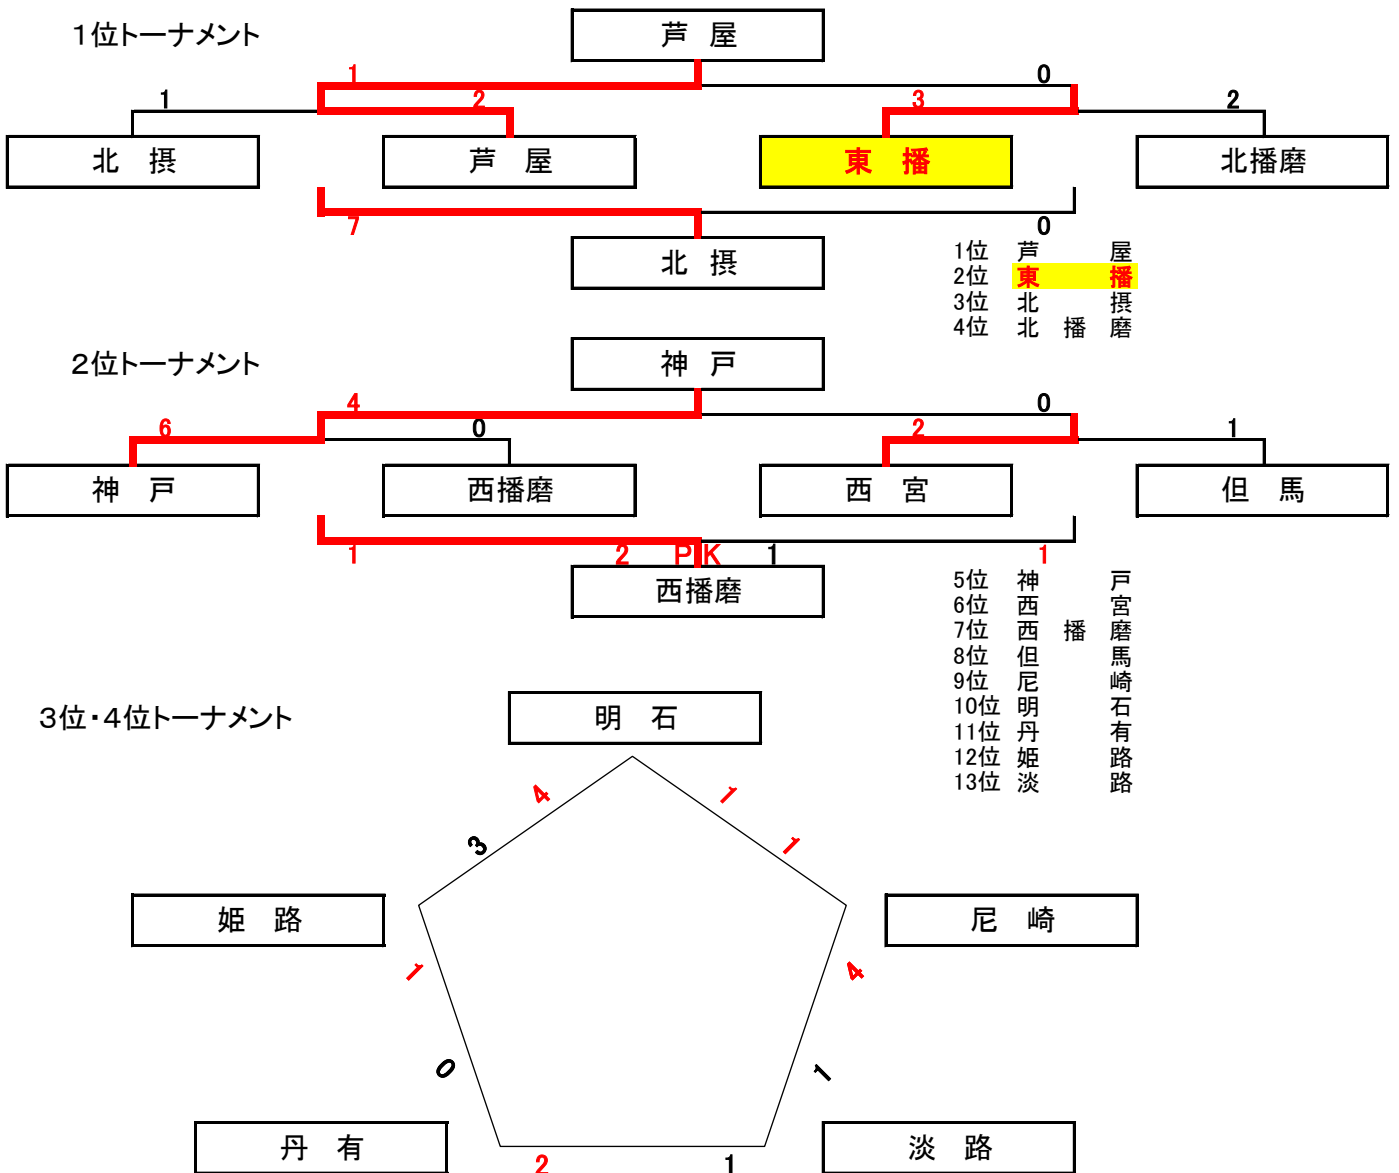 1位トーナメント
芦 屋
1 0
1 2 3 2
北 摂 芦 屋 東 播 北播磨
7 0
北 摂
1位 芦 屋
2位 東 播
3位 北 摂
4位 北 播 磨
2位トーナメント
神 戸
4 0
6 0 2 1
神 戸 西播磨 西 宮 但 馬
1 2 PK 1 1
西播磨
5位 神 戸
6位 西 宮
7位 西 播 磨
8位 但 馬
9位 尼 崎
10位 明 石
11位 丹 有
12位 姫 路
13位 淡 路
3位・4位トーナメント
明 石
4 1
3 1
姫 路 尼 崎
1 4
0 1
丹 有 淡 路
2 1